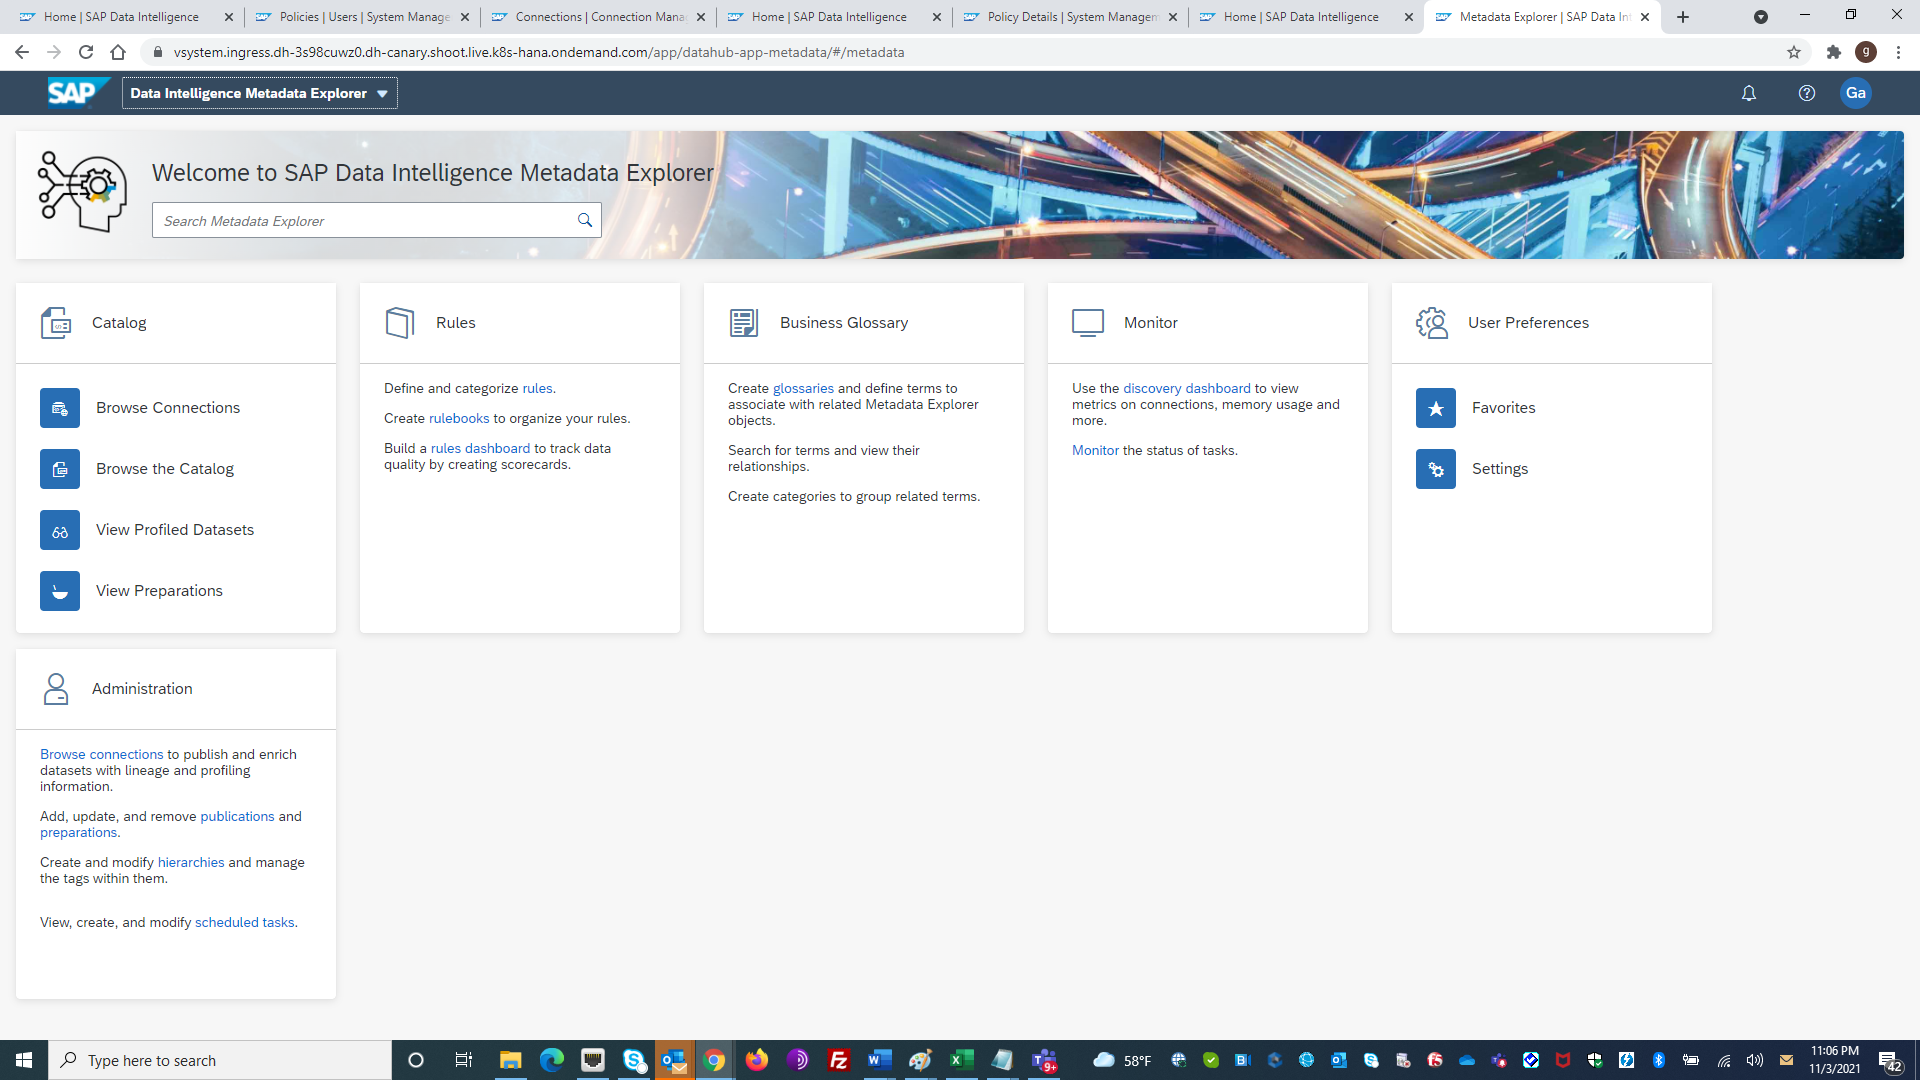 Home | SAP Data Intelligence
Policies | Users | System Manage
Connections | Connection Mana
Home | SAP Data Intelligence
Policy Details | System Managem
Home | SAP Data Intelligence
Metadata Explorer | SAP Data Int
vsystem.ingress.dh-3s98cuwz0.dh-canary.shoot.live.k8s-hana.ondemand.com/app/datahub-app-metadata/#/metadata
g
SAP
Data Intelligence Metadata Explorer
Ga
Welcome to SAP Data Intelligence Metadata Explorer
Search Metadata Explorer
Catalog
Browse Connections
Browse the Catalog
View Profiled Datasets
View Preparations
Rules
Define and categorize rules.
Create rulebooks to organize your rules.
Build a rules dashboard to track data
quality by creating scorecards.
Business Glossary
Create glossaries and define terms to
associate with related Metadata Explorer
objects.
Search for terms and view their
relationships.
Create categories to group related terms.
Monitor
Use the discovery dashboard to view
metrics on connections, memory usage and
more.
Monitor the status of tasks.
User Preferences
Favorites
Settings
Administration
Browse connections to publish and enrich
datasets with lineage and profiling
information.
Add, update, and remove publications and
preparations.
Create and modify hierarchies and manage
the tags within them.
View, create, and modify scheduled tasks.
Type here to search
9+
58°F
11:06 PM
11/3/2021
42